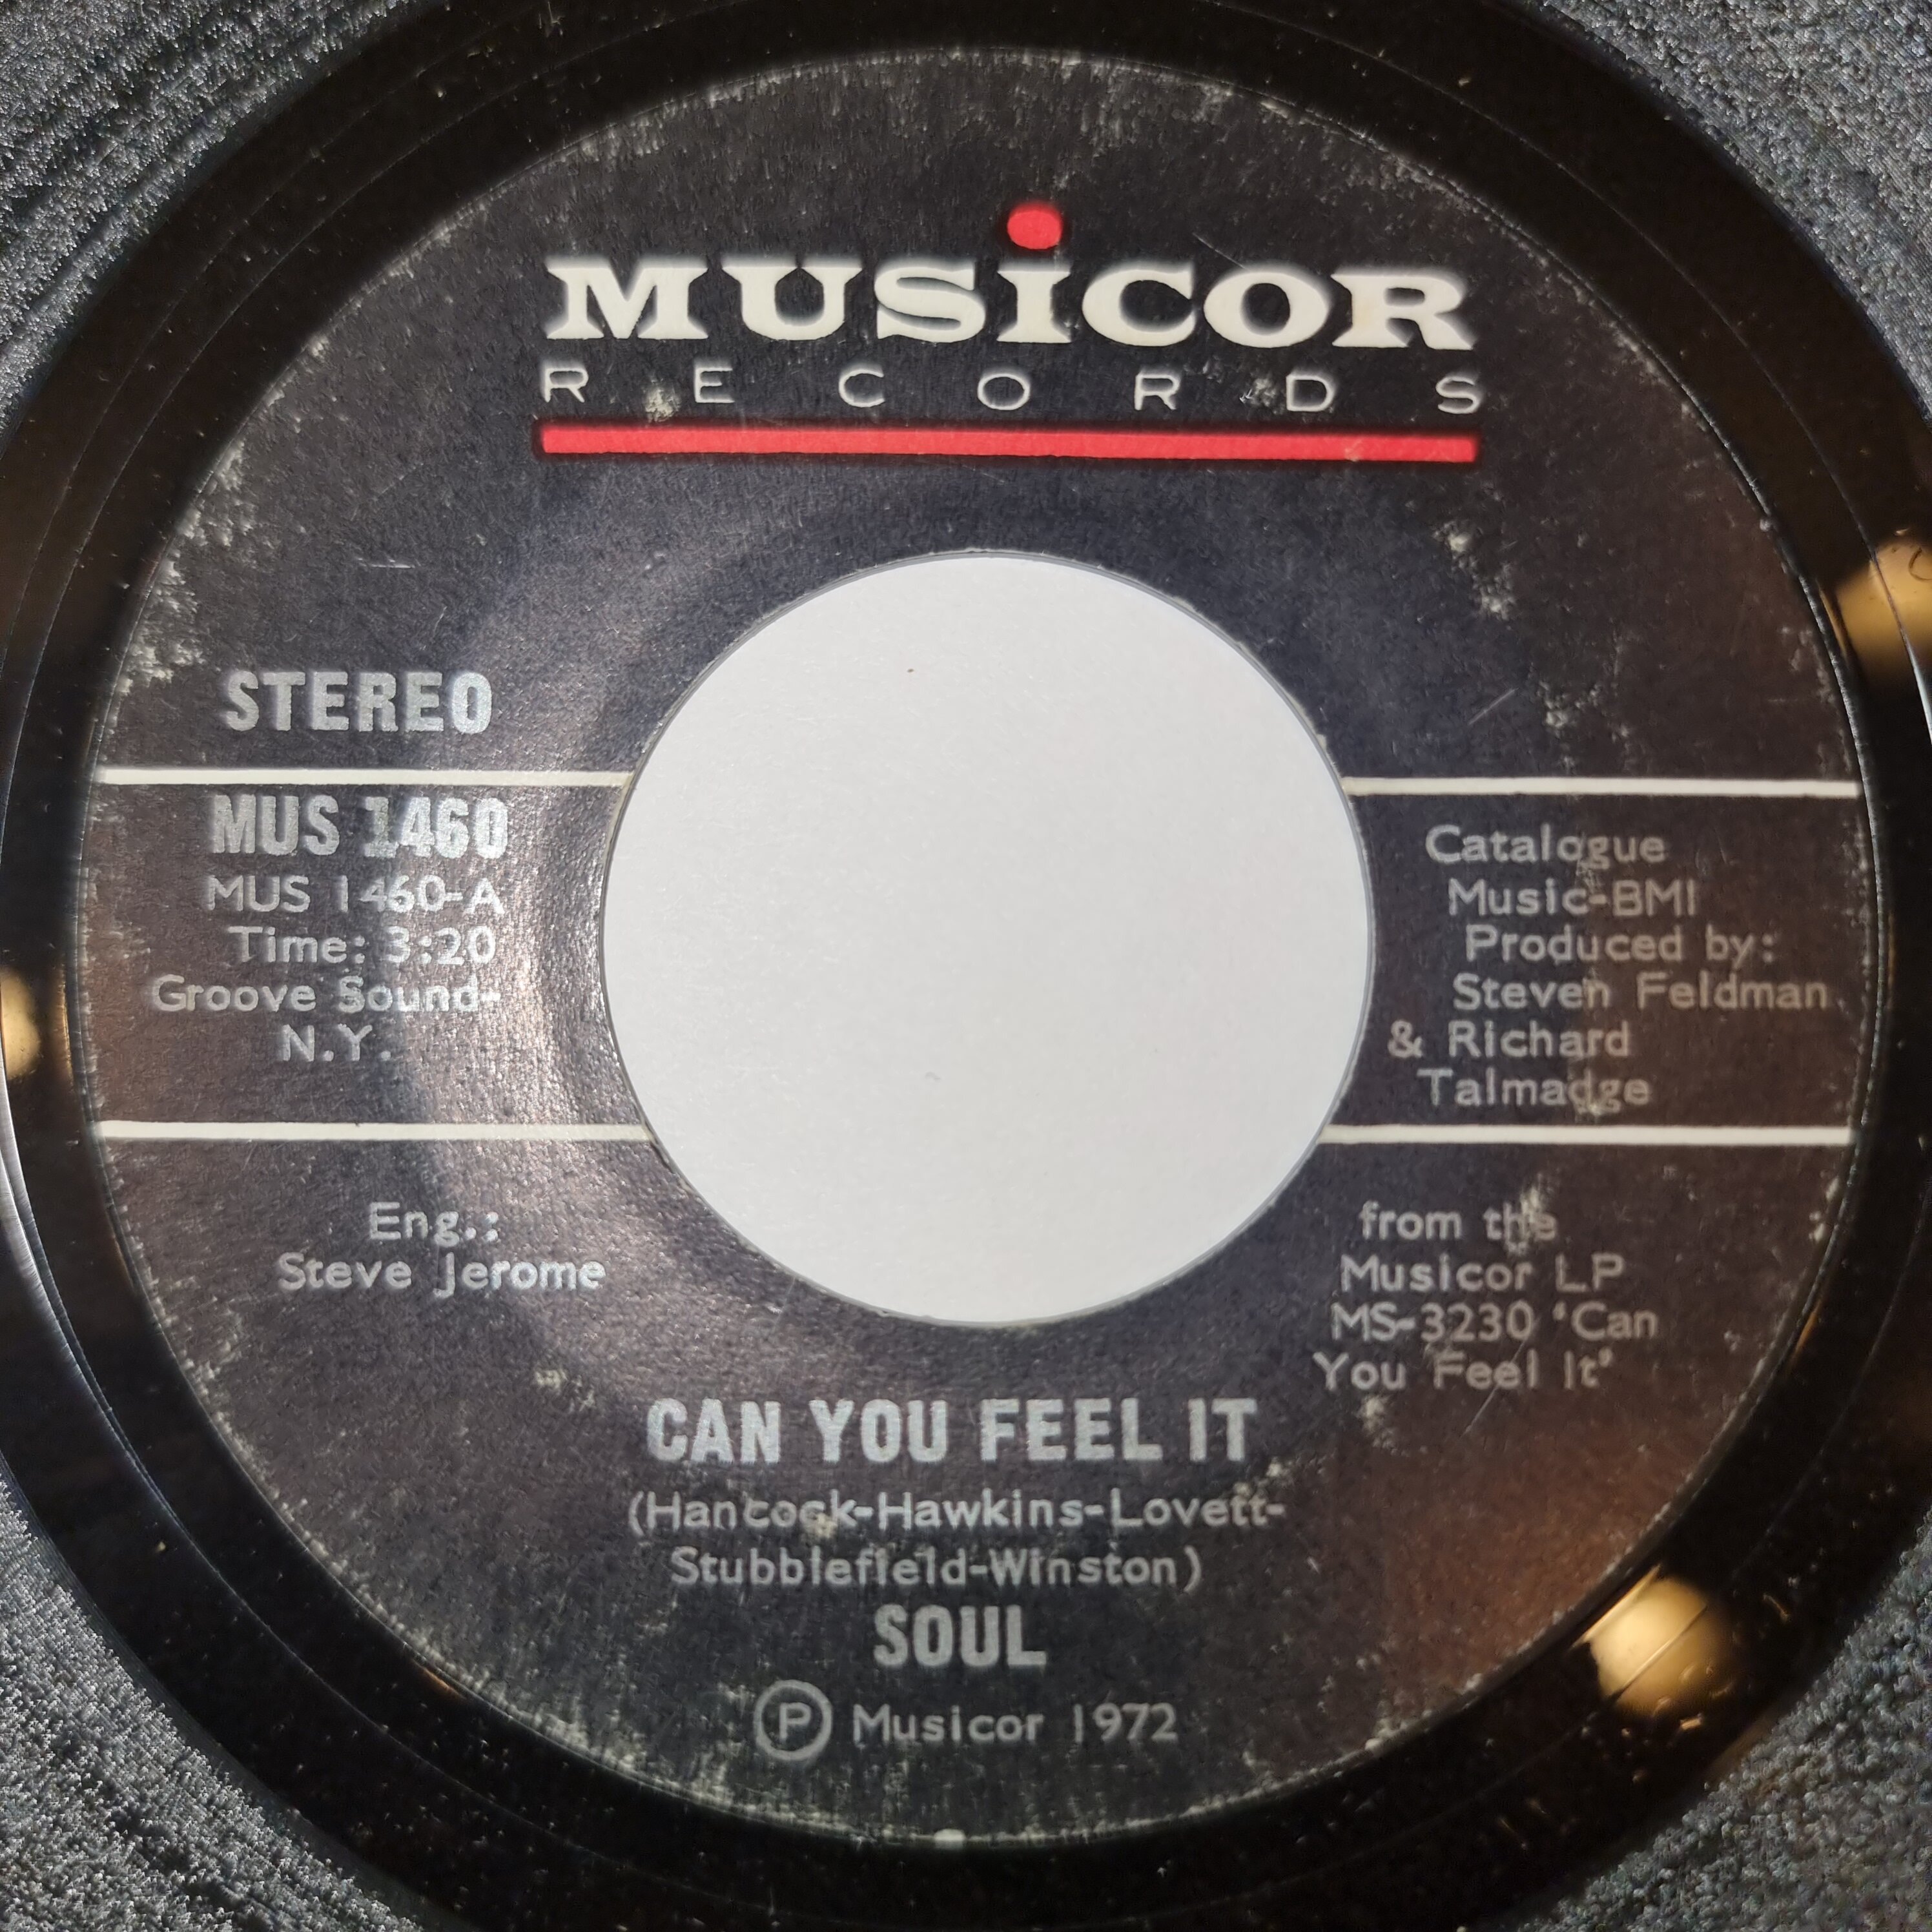 MUSiCOR
RECORDS
STEREO
MUS 1460
MUS 1460-A
Time: 3:20
Groove Sound-
N.Y.
Catalogue
Music-BMI
Produced by:
Steven Feldman
& Richard
Talmadge
Eng.:
Steve Jerome
from the
Musicor LP
MS-3230 'Can
You Feel It'
CAN YOU FEEL IT
(Hancock-Hawkins-Lovett-
Stubblefield-Winston)
SOUL
Ⓟ Musicor 1972